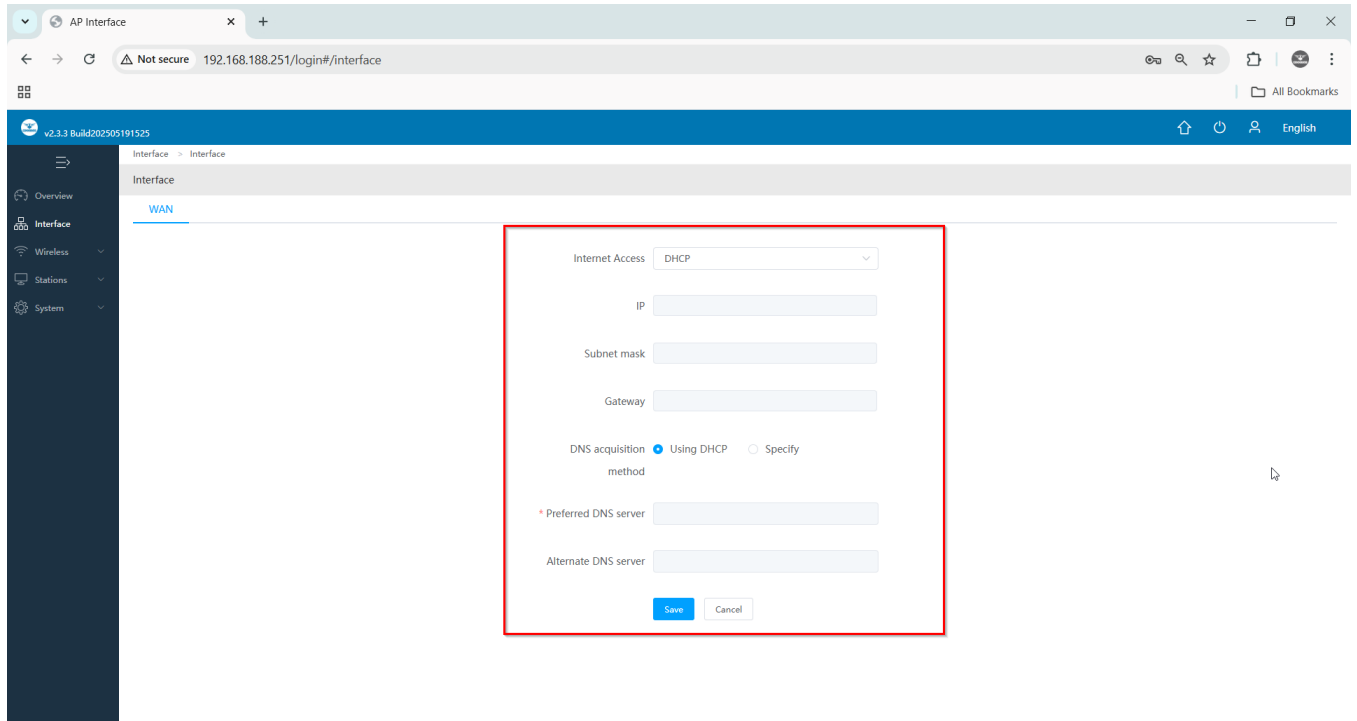 AP Interface
Not secure 192.168.188.251/login#/interface
All Bookmarks
v2.3.3 Build202505191525
English
Interface > Interface
Interface
WAN
Overview
Interface
Wireless
Stations
System
Internet Access DHCP
IP
Subnet mask
Gateway
DNS acquisition Using DHCP Specify
method
* Preferred DNS server
Alternate DNS server
Save Cancel